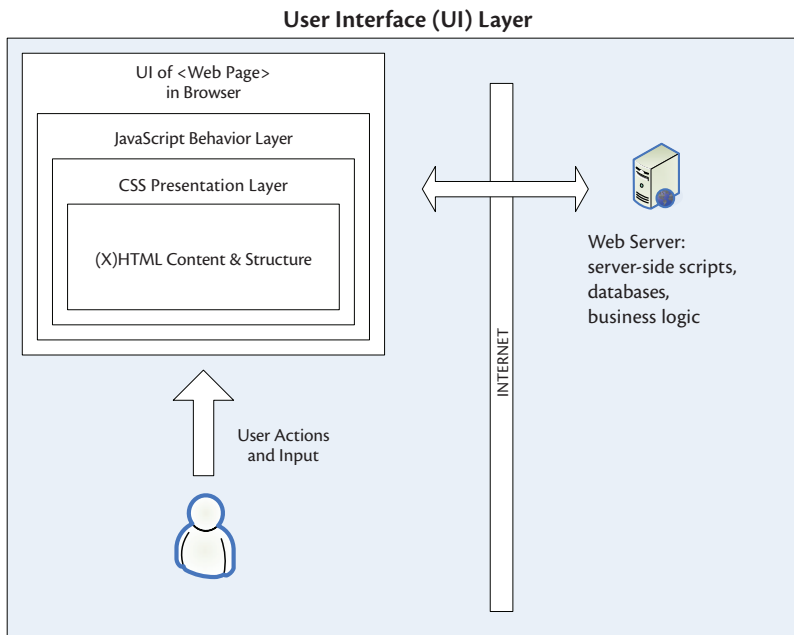 User Interface (UI) Layer
UI of <Web Page>
in Browser
JavaScript Behavior Layer
CSS Presentation Layer
(X)HTML Content & Structure
User Actions
and Input
INTERNET
Web Server:
server-side scripts,
databases,
business logic